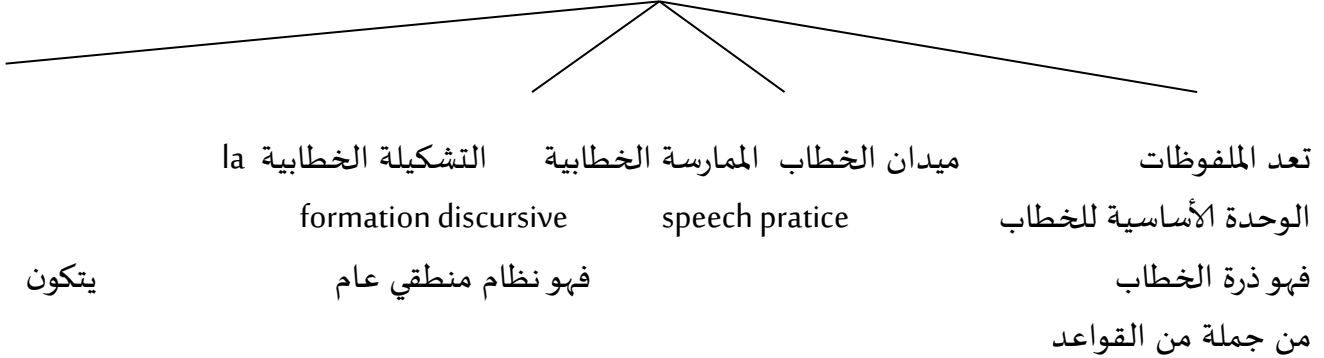 تعد الملفوظات ميدان الخطاب الممارسة الخطابية التشكيلة الخطابية la
الوحدة الأساسية للخطاب speech pratice formation discursive
فهو ذرة الخطاب فهو نظام منطقي عام يتكون
من جملة من القواعد